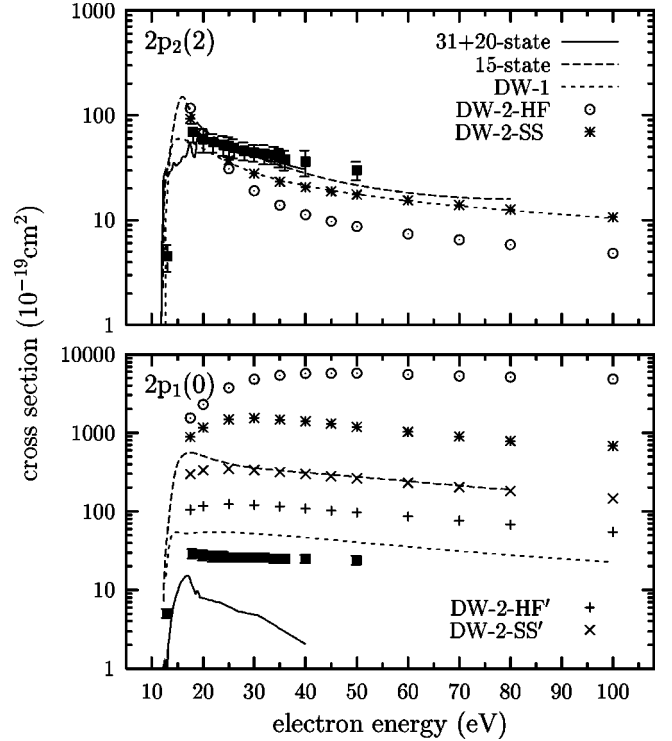 1000
2p₂(2)
31+20-state
15-state
DW-1
DW-2-HF
DW-2-SS
100
10
1
10000
2p₁(0)
1000
100
10
DW-2-HF′
DW-2-SS′
1
10 20 30 40 50 60 70 80 90 100
electron energy (eV)
cross section (10⁻¹⁹cm²)